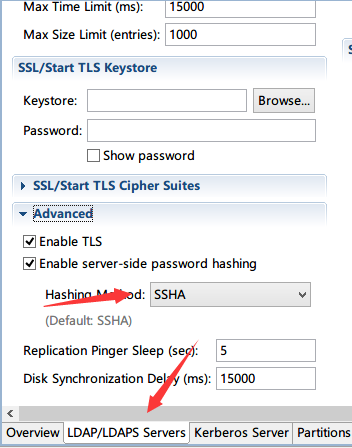 Max Time Limit (ms): 15000
Max Size Limit (entries): 1000
SSL/Start TLS Keystore
Keystore: Browse...
Password:
Show password
SSL/Start TLS Cipher Suites
Advanced
Enable TLS
Enable server-side password hashing
Hashing Method: SSHA
(Default: SSHA)
Replication Pinger Sleep (sec): 5
Disk Synchronization Delay (ms): 15000
Overview LDAP/LDAPS Servers Kerberos Server Partitions